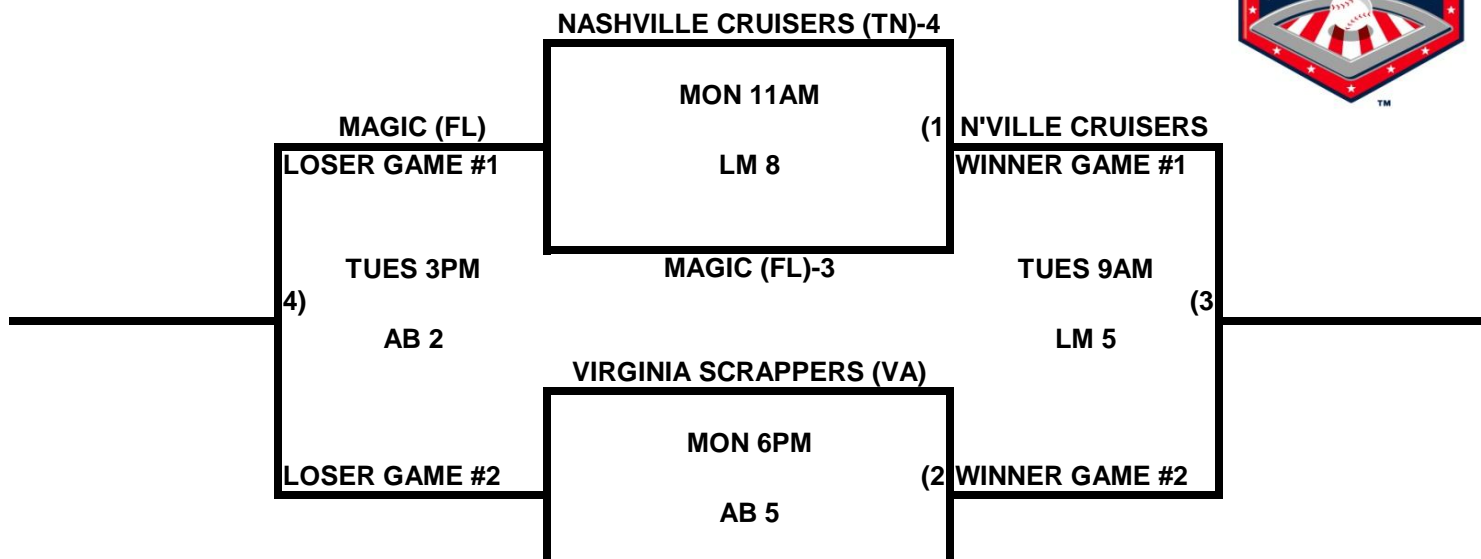 NASHVILLE CRUISERS (TN)-4
MON 11AM
MAGIC (FL)
(1 N'VILLE CRUISERS
LOSER GAME #1
LM 8
WINNER GAME #1
TUES 3PM
MAGIC (FL)-3
TUES 9AM
4)
(3
AB 2
LM 5
VIRGINIA SCRAPPERS (VA)
MON 6PM
LOSER GAME #2
(2 WINNER GAME #2
AB 5
TM